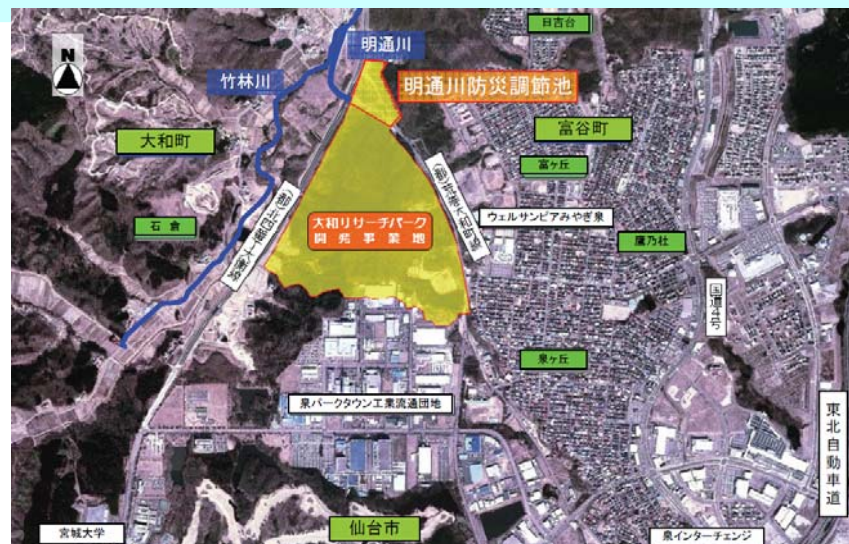 日吉台
明通川
N
竹林川
明通川防災調節池
大和町
富谷町
富ヶ丘
石倉
大和リサーチパーク
開発事業地
ウェルサンピアみやぎ泉
鷹乃杜
国道4号
泉ヶ丘
泉パークタウン工業流通団地
東北自動車道
宮城大学
仙台市
泉インターチェンジ